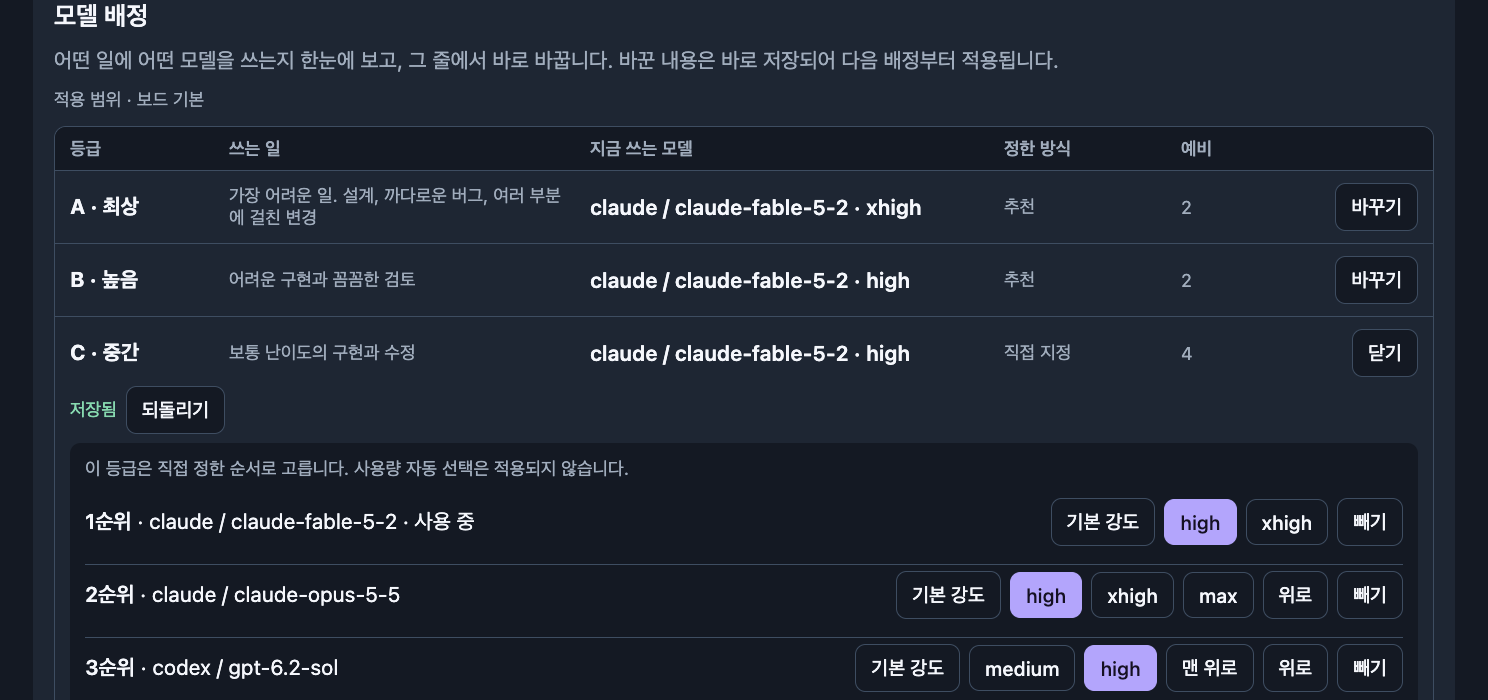 모델 배정
어떤 일에 어떤 모델을 쓰는지 한눈에 보고, 그 줄에서 바로 바꿉니다. 바꾼 내용은 바로 저장되어 다음 배정부터 적용됩니다.
적용 범위 · 보드 기본
등급 쓰는 일 지금 쓰는 모델 정한 방식 예비
A · 최상 가장 어려운 일. 설계, 까다로운 버그, 여러 부분
에 걸친 변경 claude / claude-fable-5-2 · xhigh 추천 2 바꾸기
B · 높음 어려운 구현과 꼼꼼한 검토 claude / claude-fable-5-2 · high 추천 2 바꾸기
C · 중간 보통 난이도의 구현과 수정 claude / claude-fable-5-2 · high 직접 지정 4 닫기
저장됨 되돌리기
이 등급은 직접 정한 순서로 고릅니다. 사용량 자동 선택은 적용되지 않습니다.
1순위 · claude / claude-fable-5-2 · 사용 중 기본 강도 high xhigh 빼기
2순위 · claude / claude-opus-5-5 기본 강도 high xhigh max 위로 빼기
3순위 · codex / gpt-6.2-sol 기본 강도 medium high 맨 위로 위로 빼기